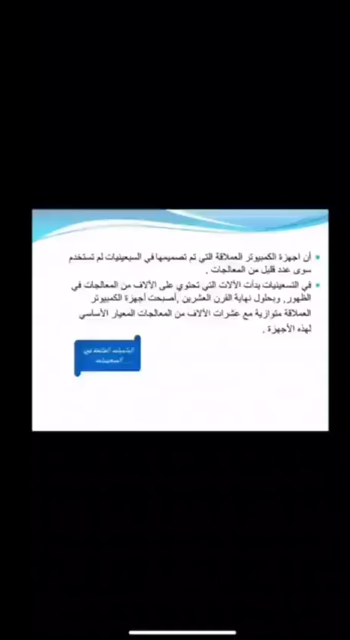 أن اجهزة الكمبيوتر العملاقة التي تم تصميمها في السبعينيات لم تستخدم
سوى عدد قليل من المعالجات .
في التسعينيات بدأت الآلات التي تحتوي على الآلاف من المعالجات في
الظهور, وبحلول نهاية القرن العشرين ,أصبحت أجهزة الكمبيوتر
العملاقة متوازية مع عشرات الآلاف من المعالجات المعيار الأساسي
لهذه الأجهزة .